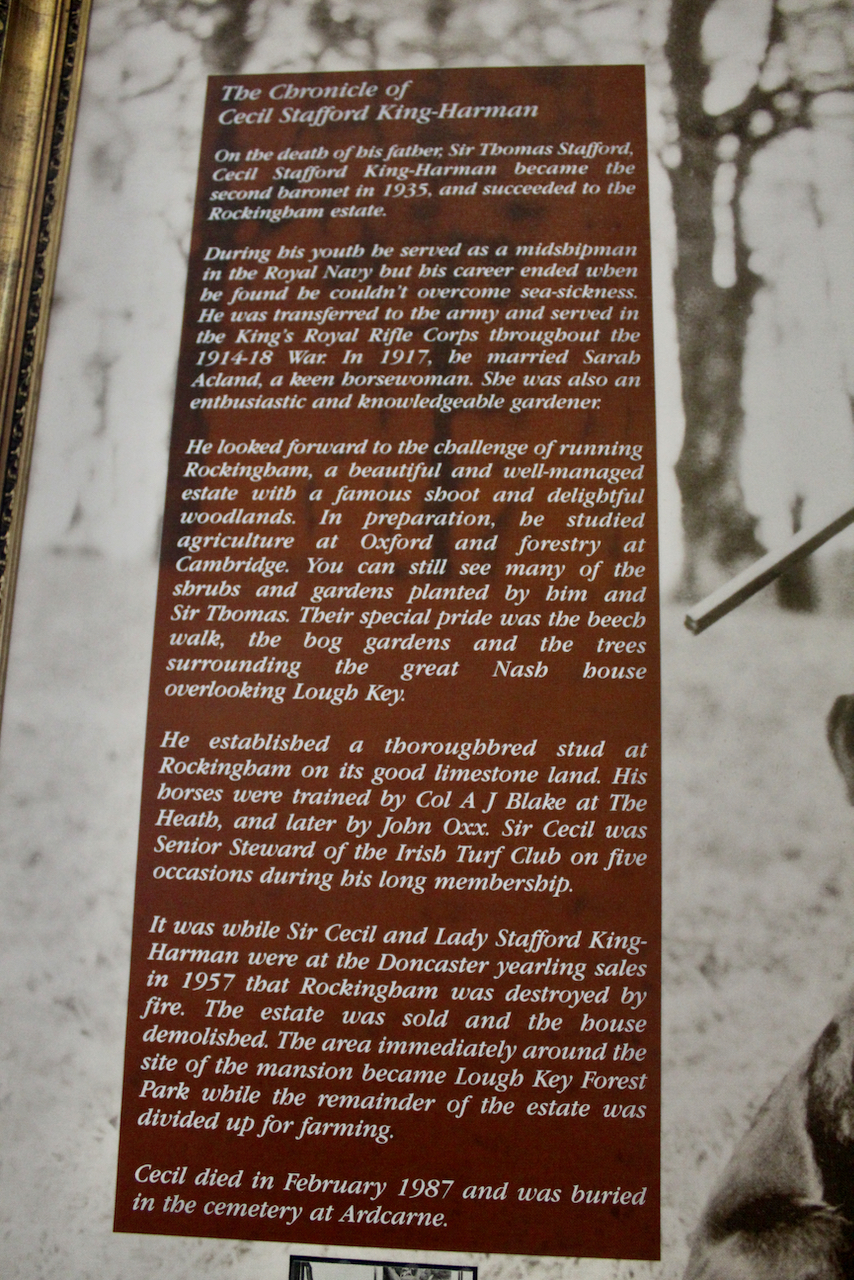 The Chronicle of
Cecil Stafford King-Harman
On the death of his father, Sir Thomas Stafford,
Cecil Stafford King-Harman became the
second baronet in 1935, and succeeded to the
Rockingham estate.
During his youth he served as a midshipman
in the Royal Navy but his career ended when
he found he couldn't overcome sea-sickness.
He was transferred to the army and served in
the King's Royal Rifle Corps throughout the
1914-18 War. In 1917, he married Sarah
Acland, a keen horsewoman. She was also an
enthusiastic and knowledgeable gardener.
He looked forward to the challenge of running
Rockingham, a beautiful and well-managed
estate with a famous shoot and delightful
woodlands. In preparation, he studied
agriculture at Oxford and forestry at
Cambridge. You can still see many of the
shrubs and gardens planted by him and
Sir Thomas. Their special pride was the beech
walk, the bog gardens and the trees
surrounding the great Nash house
overlooking Lough Key.
He established a thoroughbred stud at
Rockingham on its good limestone land. His
horses were trained by Col A J Blake at The
Heath, and later by John Oxx. Sir Cecil was
Senior Steward of the Irish Turf Club on five
occasions during his long membership.
It was while Sir Cecil and Lady Stafford King-
Harman were at the Doncaster yearling sales
in 1957 that Rockingham was destroyed by
fire. The estate was sold and the house
demolished. The area immediately around the
site of the mansion became Lough Key Forest
Park while the remainder of the estate was
divided up for farming.
Cecil died in February 1987 and was buried
in the cemetery at Ardcarne.